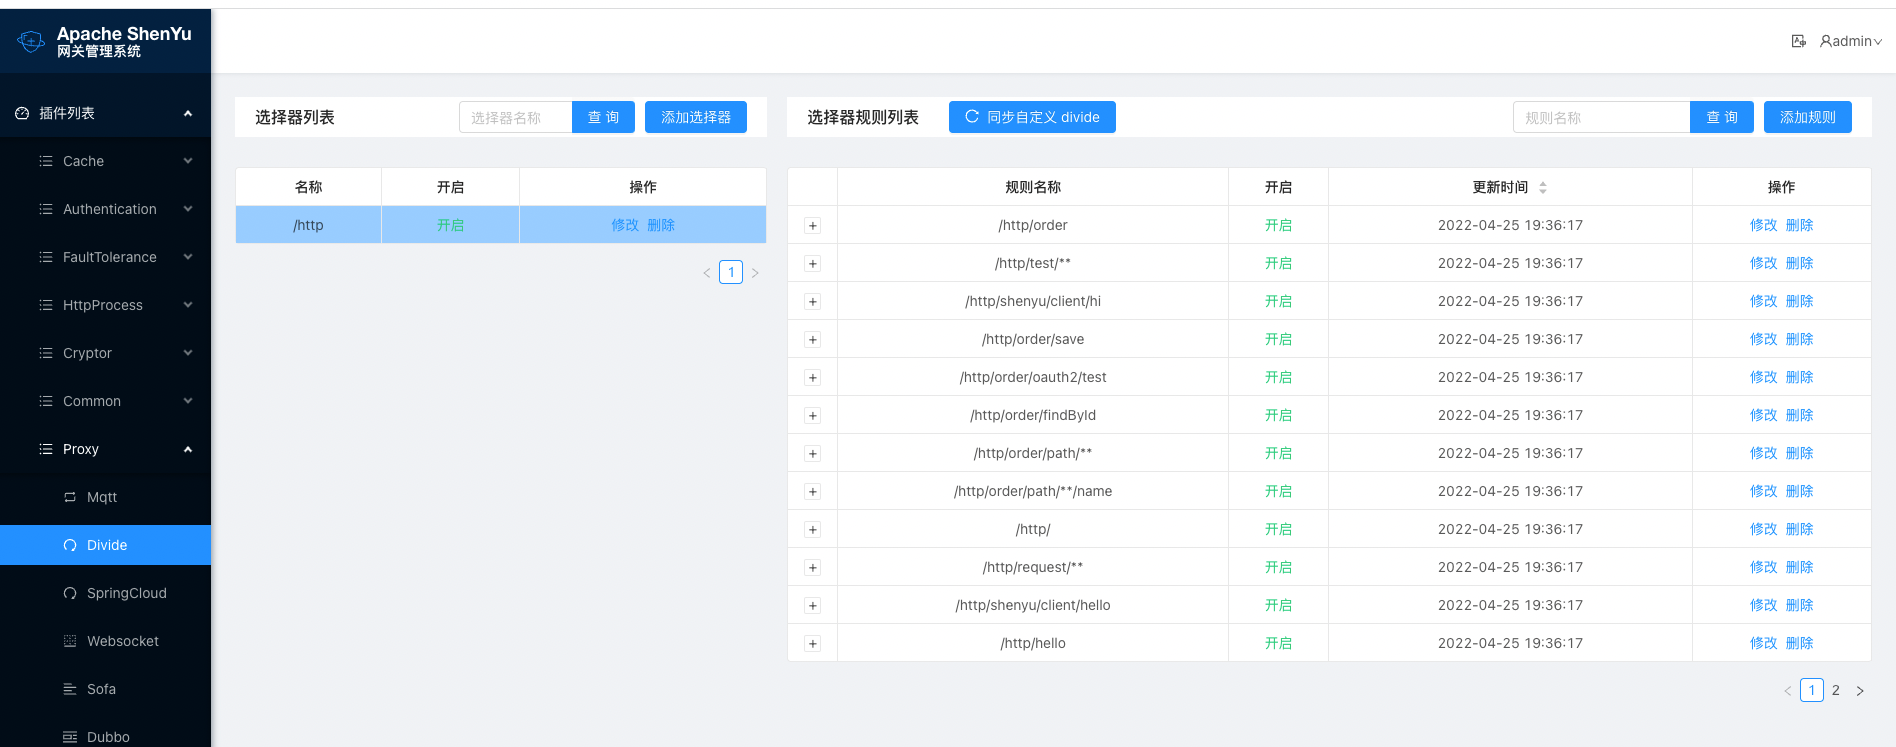 Apache ShenYu
网关管理系统
admin
插件列表
Cache
Authentication
FaultTolerance
HttpProcess
Cryptor
Common
Proxy
Mqtt
Divide
SpringCloud
Websocket
Sofa
Dubbo
选择器列表 选择器名称 查 询 添加选择器
名称 开启 操作
/http 开启 修改 删除
1
选择器规则列表 同步自定义 divide 规则名称 查 询 添加规则
规则名称 开启 更新时间 操作
/http/order 开启 2022-04-25 19:36:17 修改 删除
/http/test/** 开启 2022-04-25 19:36:17 修改 删除
/http/shenyu/client/hi 开启 2022-04-25 19:36:17 修改 删除
/http/order/save 开启 2022-04-25 19:36:17 修改 删除
/http/order/oauth2/test 开启 2022-04-25 19:36:17 修改 删除
/http/order/findById 开启 2022-04-25 19:36:17 修改 删除
/http/order/path/** 开启 2022-04-25 19:36:17 修改 删除
/http/order/path/**/name 开启 2022-04-25 19:36:17 修改 删除
/http/ 开启 2022-04-25 19:36:17 修改 删除
/http/request/** 开启 2022-04-25 19:36:17 修改 删除
/http/shenyu/client/hello 开启 2022-04-25 19:36:17 修改 删除
/http/hello 开启 2022-04-25 19:36:17 修改 删除
1 2